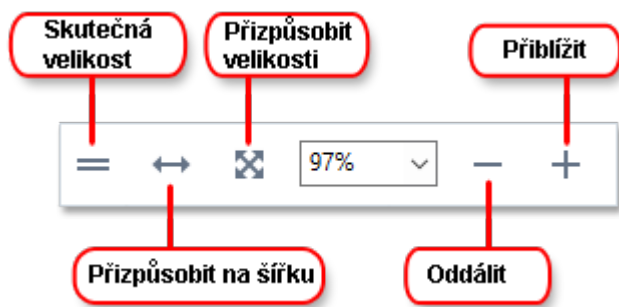 Skutečná
velikost
Přizpůsobit
velikosti
Přiblížit
97%
Přizpůsobit na šířku
Oddálit